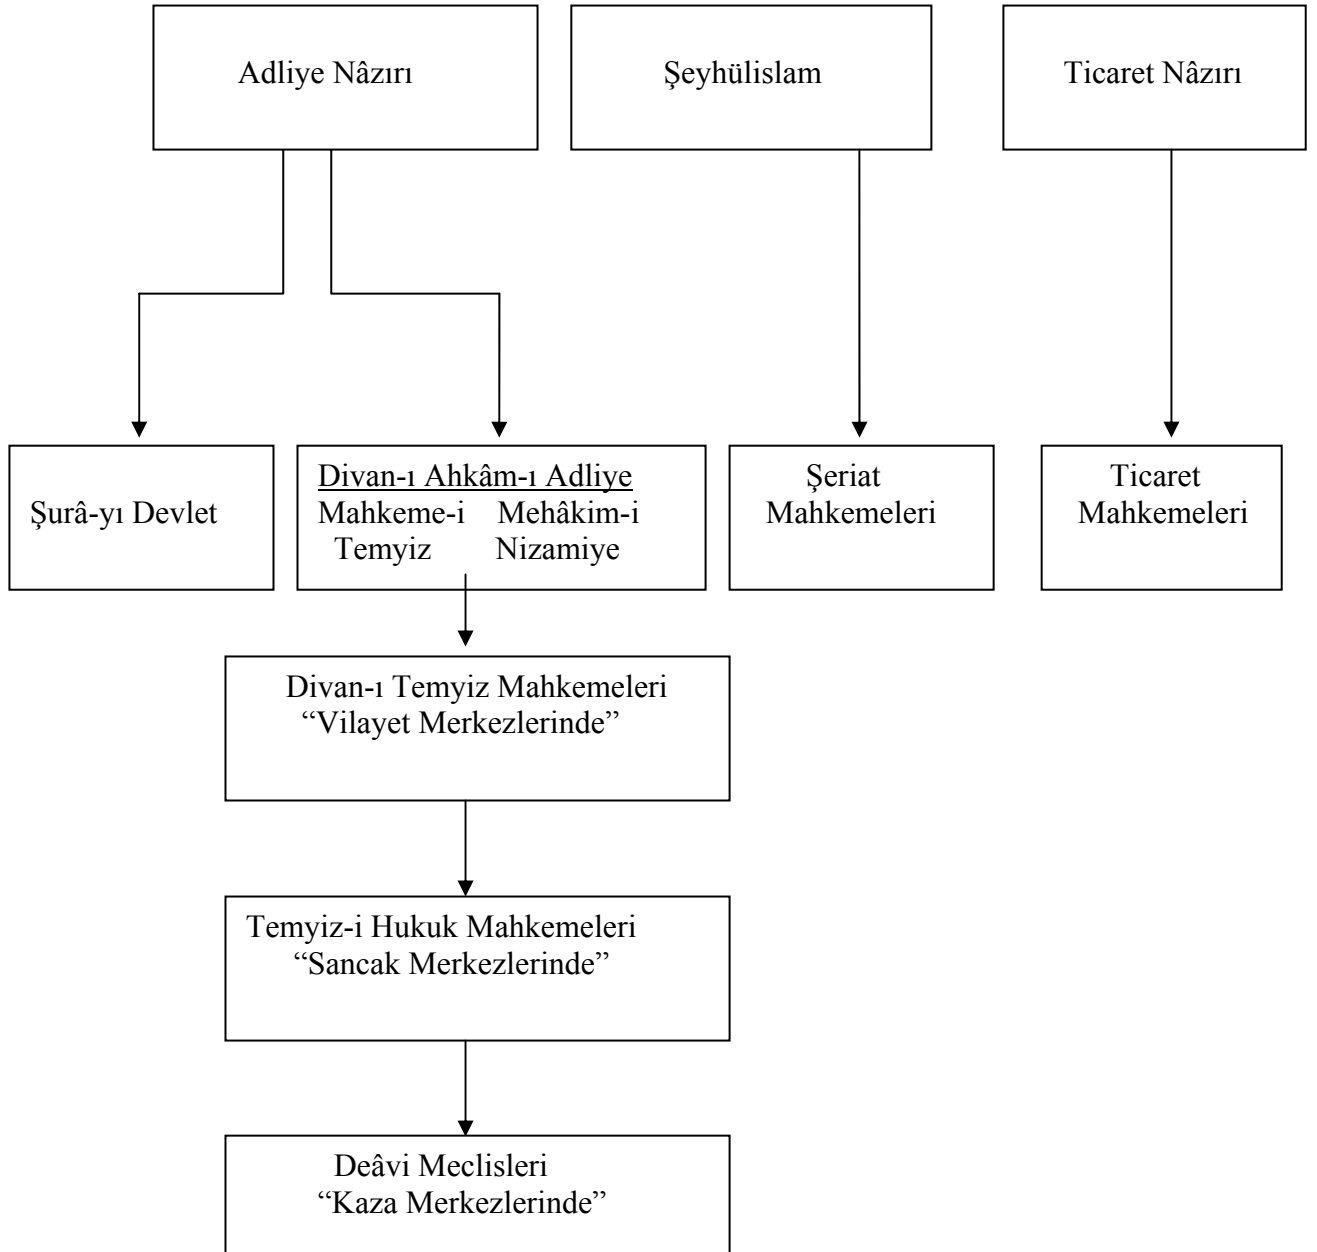 Adliye Nâzırı
Şeyhülislam
Ticaret Nâzırı
Şurâ-yı Devlet
Divan-ı Ahkâm-ı Adliye
Mahkeme-i Mehâkim-i
Temyiz Nizamiye
Şeriat
Mahkemeleri
Ticaret
Mahkemeleri
Divan-ı Temyiz Mahkemeleri
“Vilayet Merkezlerinde”
Temyiz-i Hukuk Mahkemeleri
“Sancak Merkezlerinde”
Deâvi Meclisleri
“Kaza Merkezlerinde”